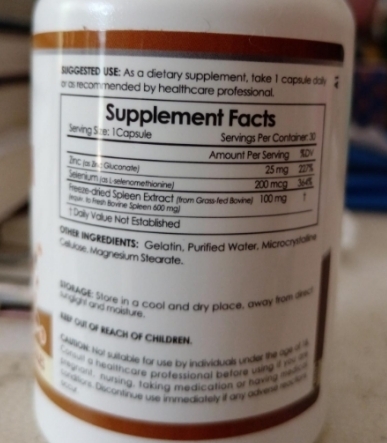 SUGGESTED USE: As a dietary supplement, take 1 capsule daily
or as recommended by healthcare professional.
Supplement Facts
Serving Size: 1Capsule Servings Per Container:30
Amount Per Serving %DV
Zinc (as Zinc Gluconate) 25 mg 227%
Selenium (as L-selenomethionine) 200 mcg 364%
Freeze-dried Spleen Extract (from Grass-fed Bovine) 100 mg †
(equiv. to Fresh Bovine Spleen 600 mg)
† Daily Value Not Established
OTHER INGREDIENTS: Gelatin, Purified Water, Microcrystalline
Cellulose, Magnesium Stearate.
STORAGE: Store in a cool and dry place, away from direct
sunlight and moisture.
KEEP OUT OF REACH OF CHILDREN.
CAUTION: Not suitable for use by individuals under the age of
Consult a healthcare professional before using if you are
pregnant, nursing, taking medication or having medical
conditions. Discontinue use immediately if any adverse reactions
occur.